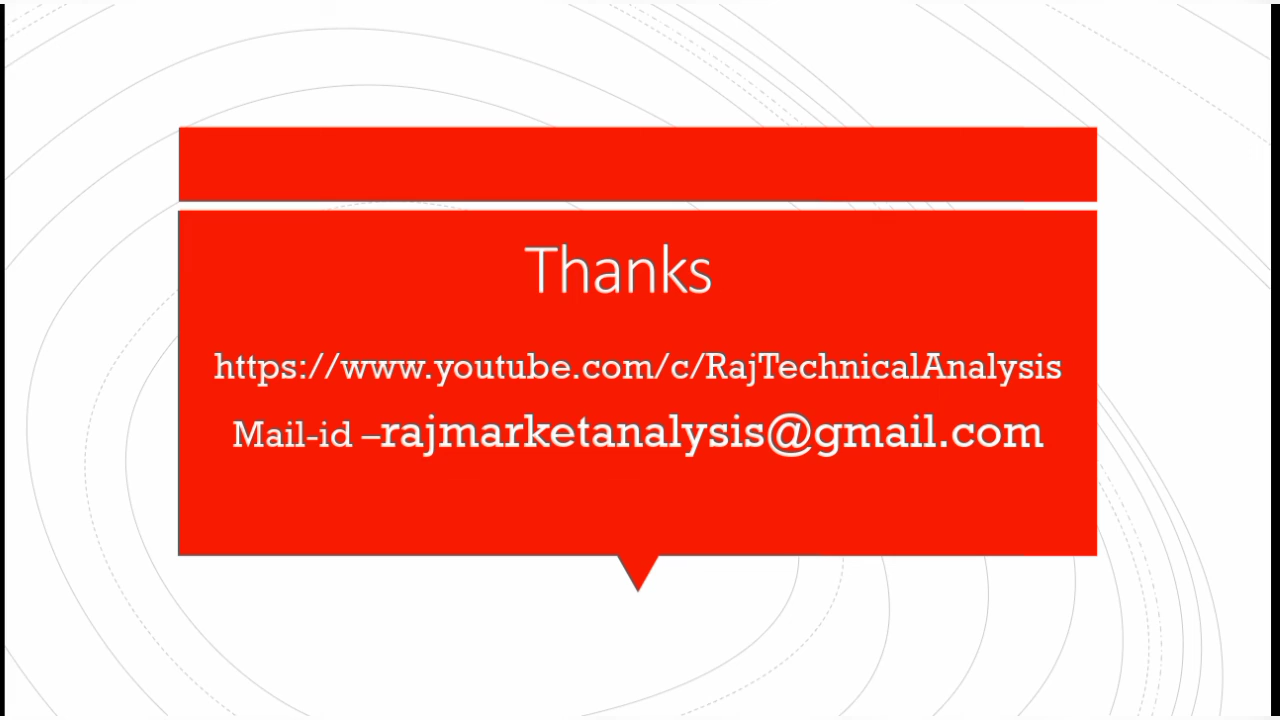 Thanks
https://www.youtube.com/c/RajTechnicalAnalysis
Mail-id –rajmarketanalysis@gmail.com